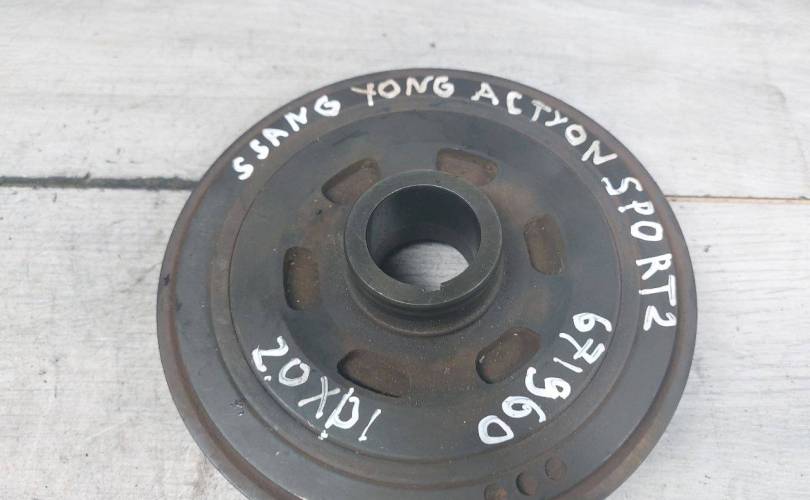 SSANG YONG ACTYON SPORT2
671960
2.0Xdi